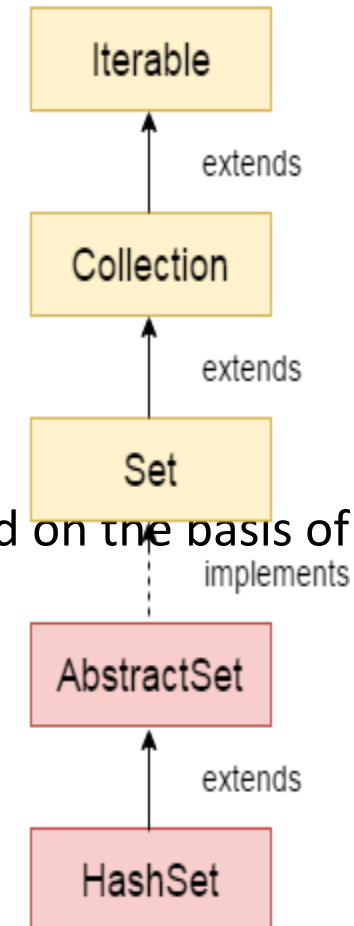 Iterable
extends
Collection
extends
Set
d on the basis of
implements
AbstractSet
extends
HashSet